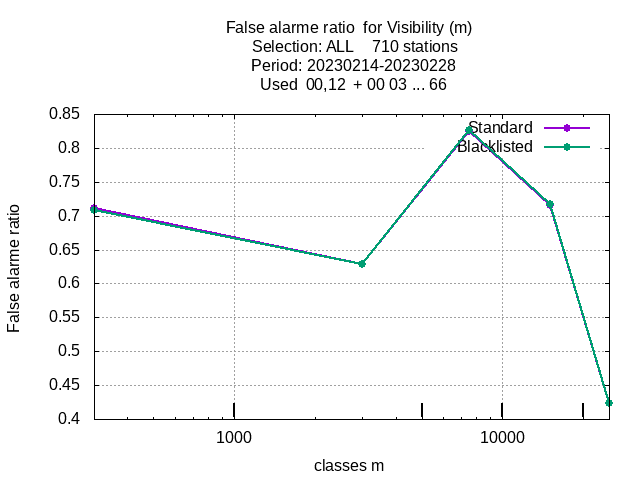 False alarme ratio  for Visibility (m)
Selection: ALL    710 stations
Period: 20230214-20230228
Used  00,12  + 00 03 ... 66
0.85
0.8
0.75
0.7
0.65
0.6
0.55
0.5
0.45
0.4
False alarme ratio
Standard
Blacklisted
1000
10000
classes m